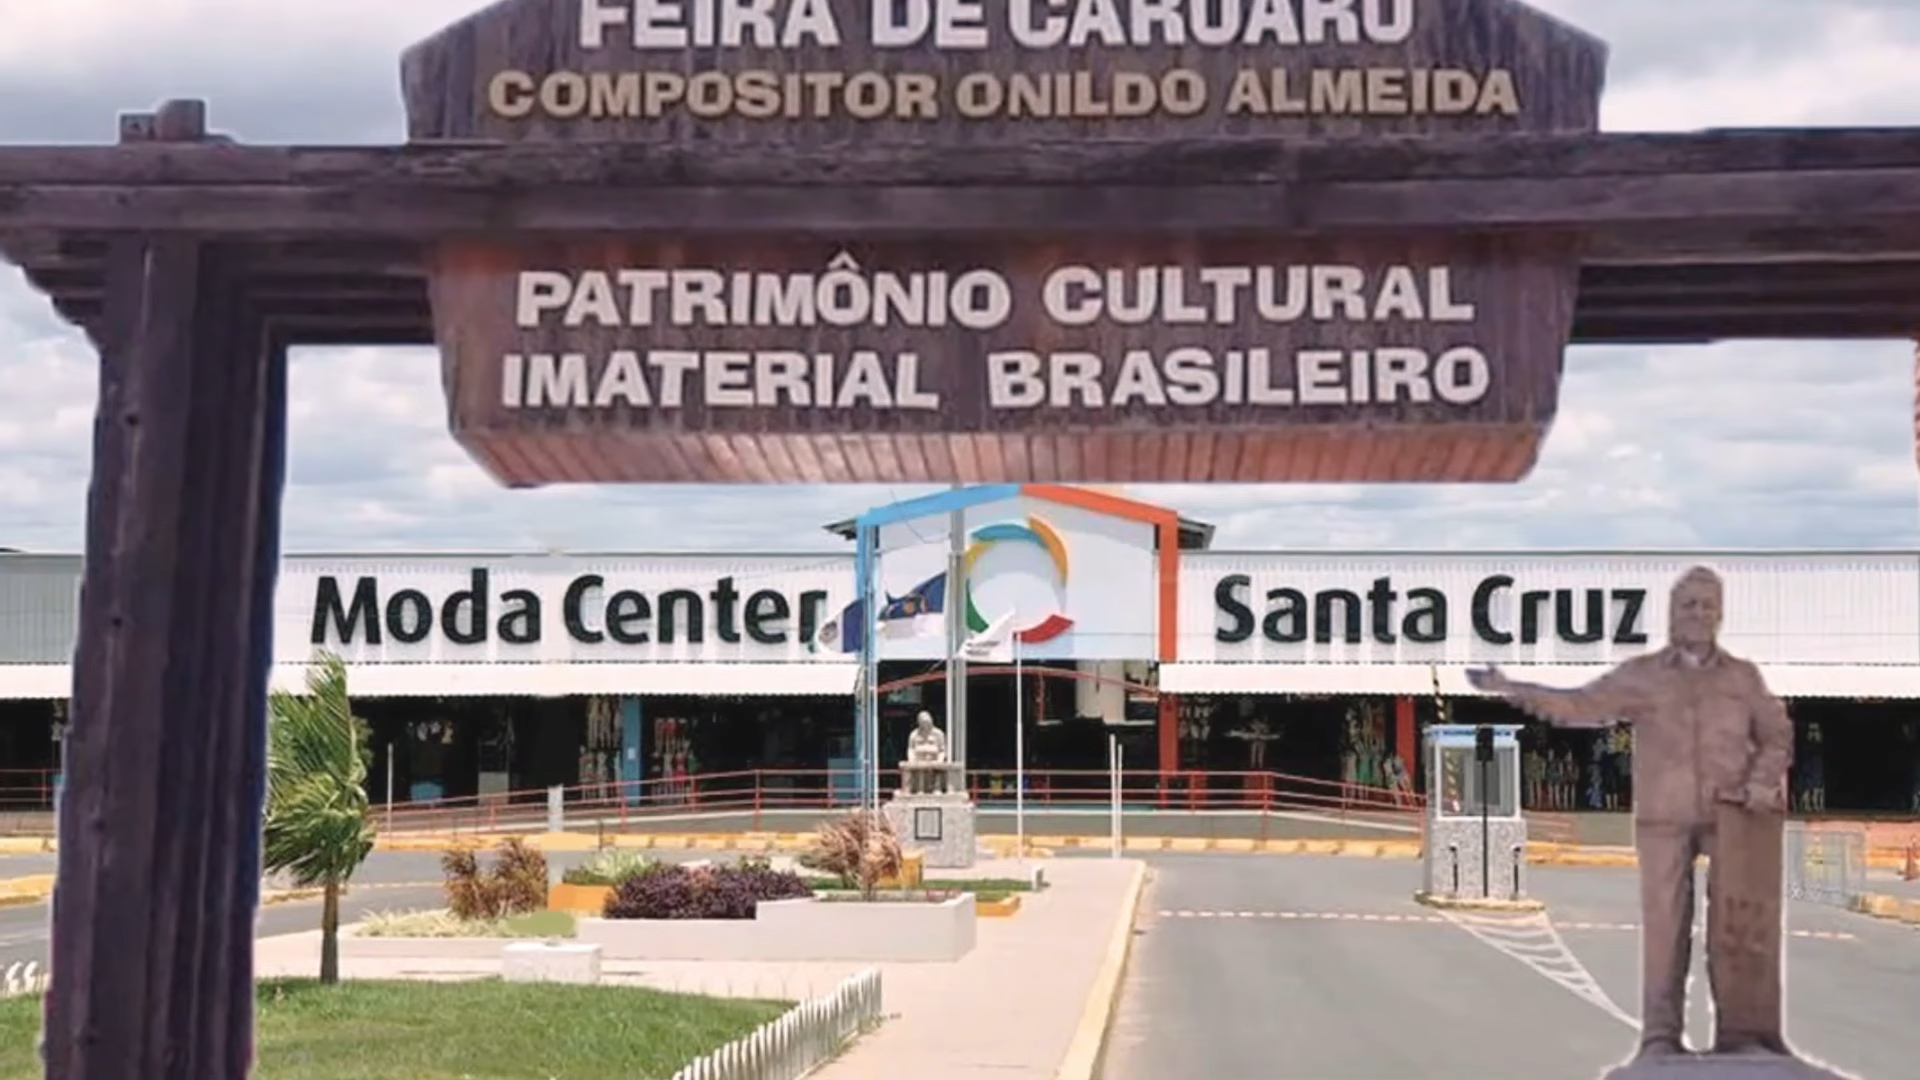 FEIRA DE CARUARU
COMPOSITOR ONILDO ALMEIDA
PATRIMÔNIO CULTURAL
IMATERIAL BRASILEIRO
Moda Center Santa Cruz